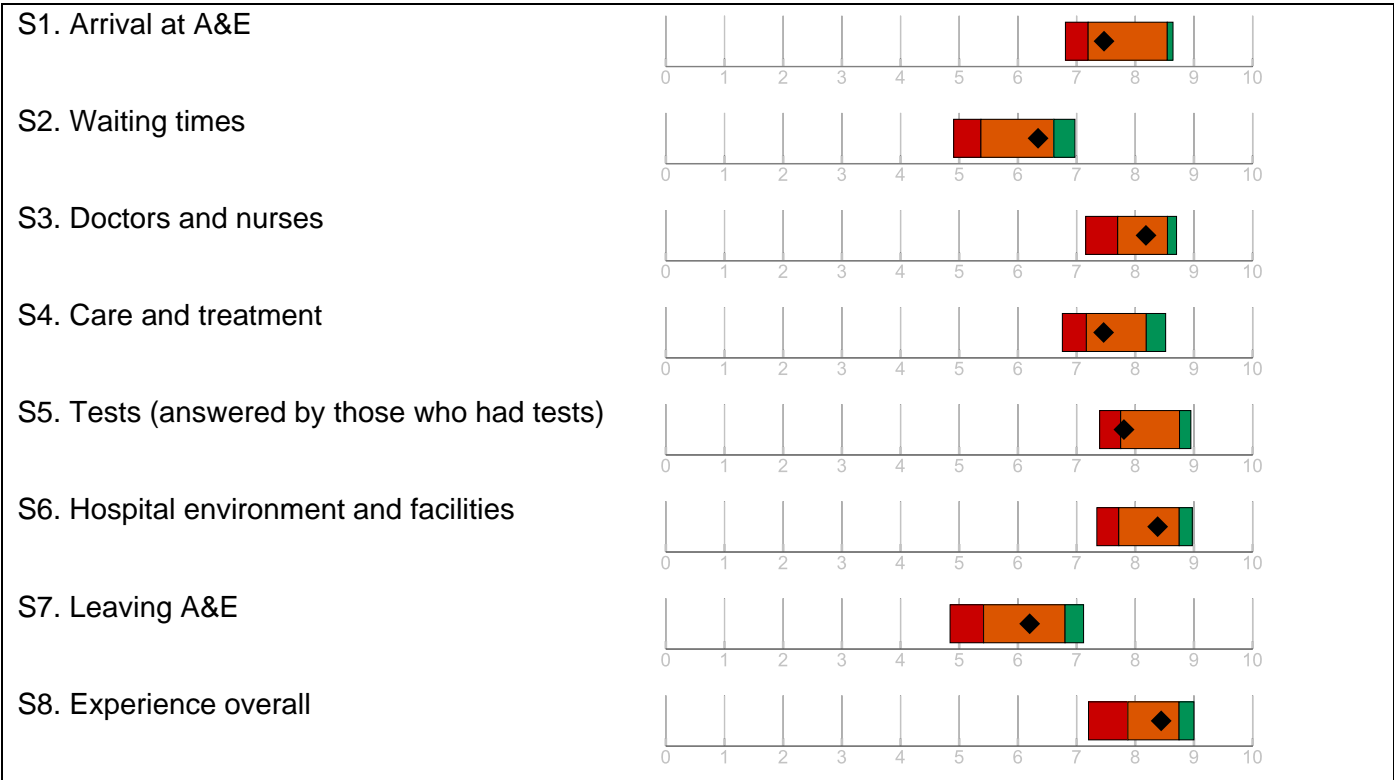 S1. Arrival at A&E
0 1 2 3 4 5 6 7 8 9 10
S2. Waiting times
0 1 2 3 4 5 6 7 8 9 10
S3. Doctors and nurses
0 1 2 3 4 5 6 7 8 9 10
S4. Care and treatment
0 1 2 3 4 5 6 7 8 9 10
S5. Tests (answered by those who had tests)
0 1 2 3 4 5 6 7 8 9 10
S6. Hospital environment and facilities
0 1 2 3 4 5 6 7 8 9 10
S7. Leaving A&E
0 1 2 3 4 5 6 7 8 9 10
S8. Experience overall
0 1 2 3 4 5 6 7 8 9 10